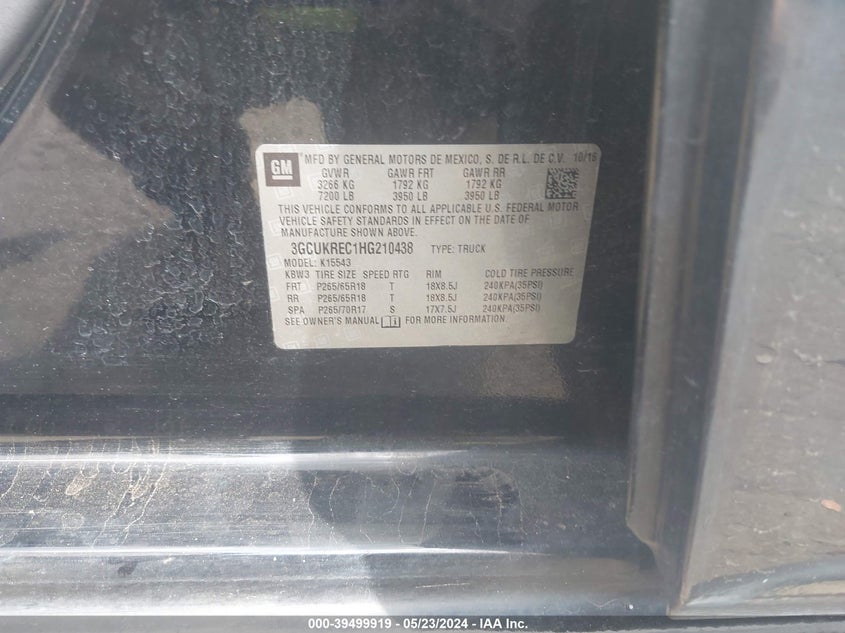 GM
MFD BY GENERAL MOTORS DE MEXICO, S. DE R.L. DE C.V. 10/16
GVWR GAWR FRT GAWR RR
3266 KG 1792 KG 1792 KG
7200 LB 3950 LB 3950 LB
THIS VEHICLE CONFORMS TO ALL APPLICABLE U.S. FEDERAL MOTOR
VEHICLE SAFETY STANDARDS IN EFFECT ON THE DATE OF
MANUFACTURE SHOWN ABOVE.
3GCUKREC1HG210438 TYPE: TRUCK
MODEL: K15543
KBW3 TIRE SIZE SPEED RTG RIM COLD TIRE PRESSURE
FRT P265/65R18 T 18X8.5J 240KPA(35PSI)
RR P265/65R18 T 18X8.5J 240KPA(35PSI)
SPA P265/70R17 S 17X7.5J 240KPA(35PSI)
SEE OWNER'S MANUAL FOR MORE INFORMATION.
000-39499919 - 05/23/2024 - IAA Inc.